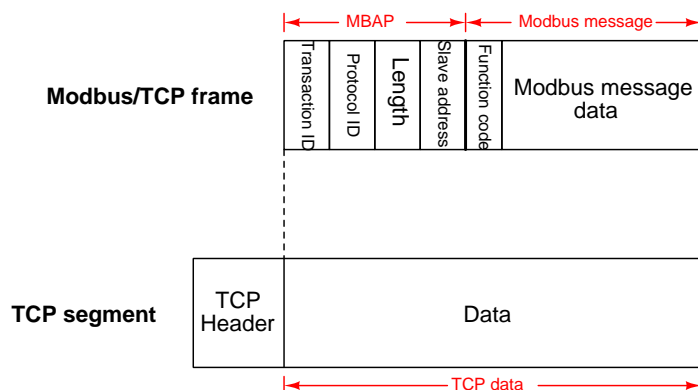 MBAP
Modbus message
Modbus/TCP frame
Transaction ID
Protocol ID
Length
Slave address
Function code
Modbus message
data
TCP segment
TCP
Header
Data
TCP data